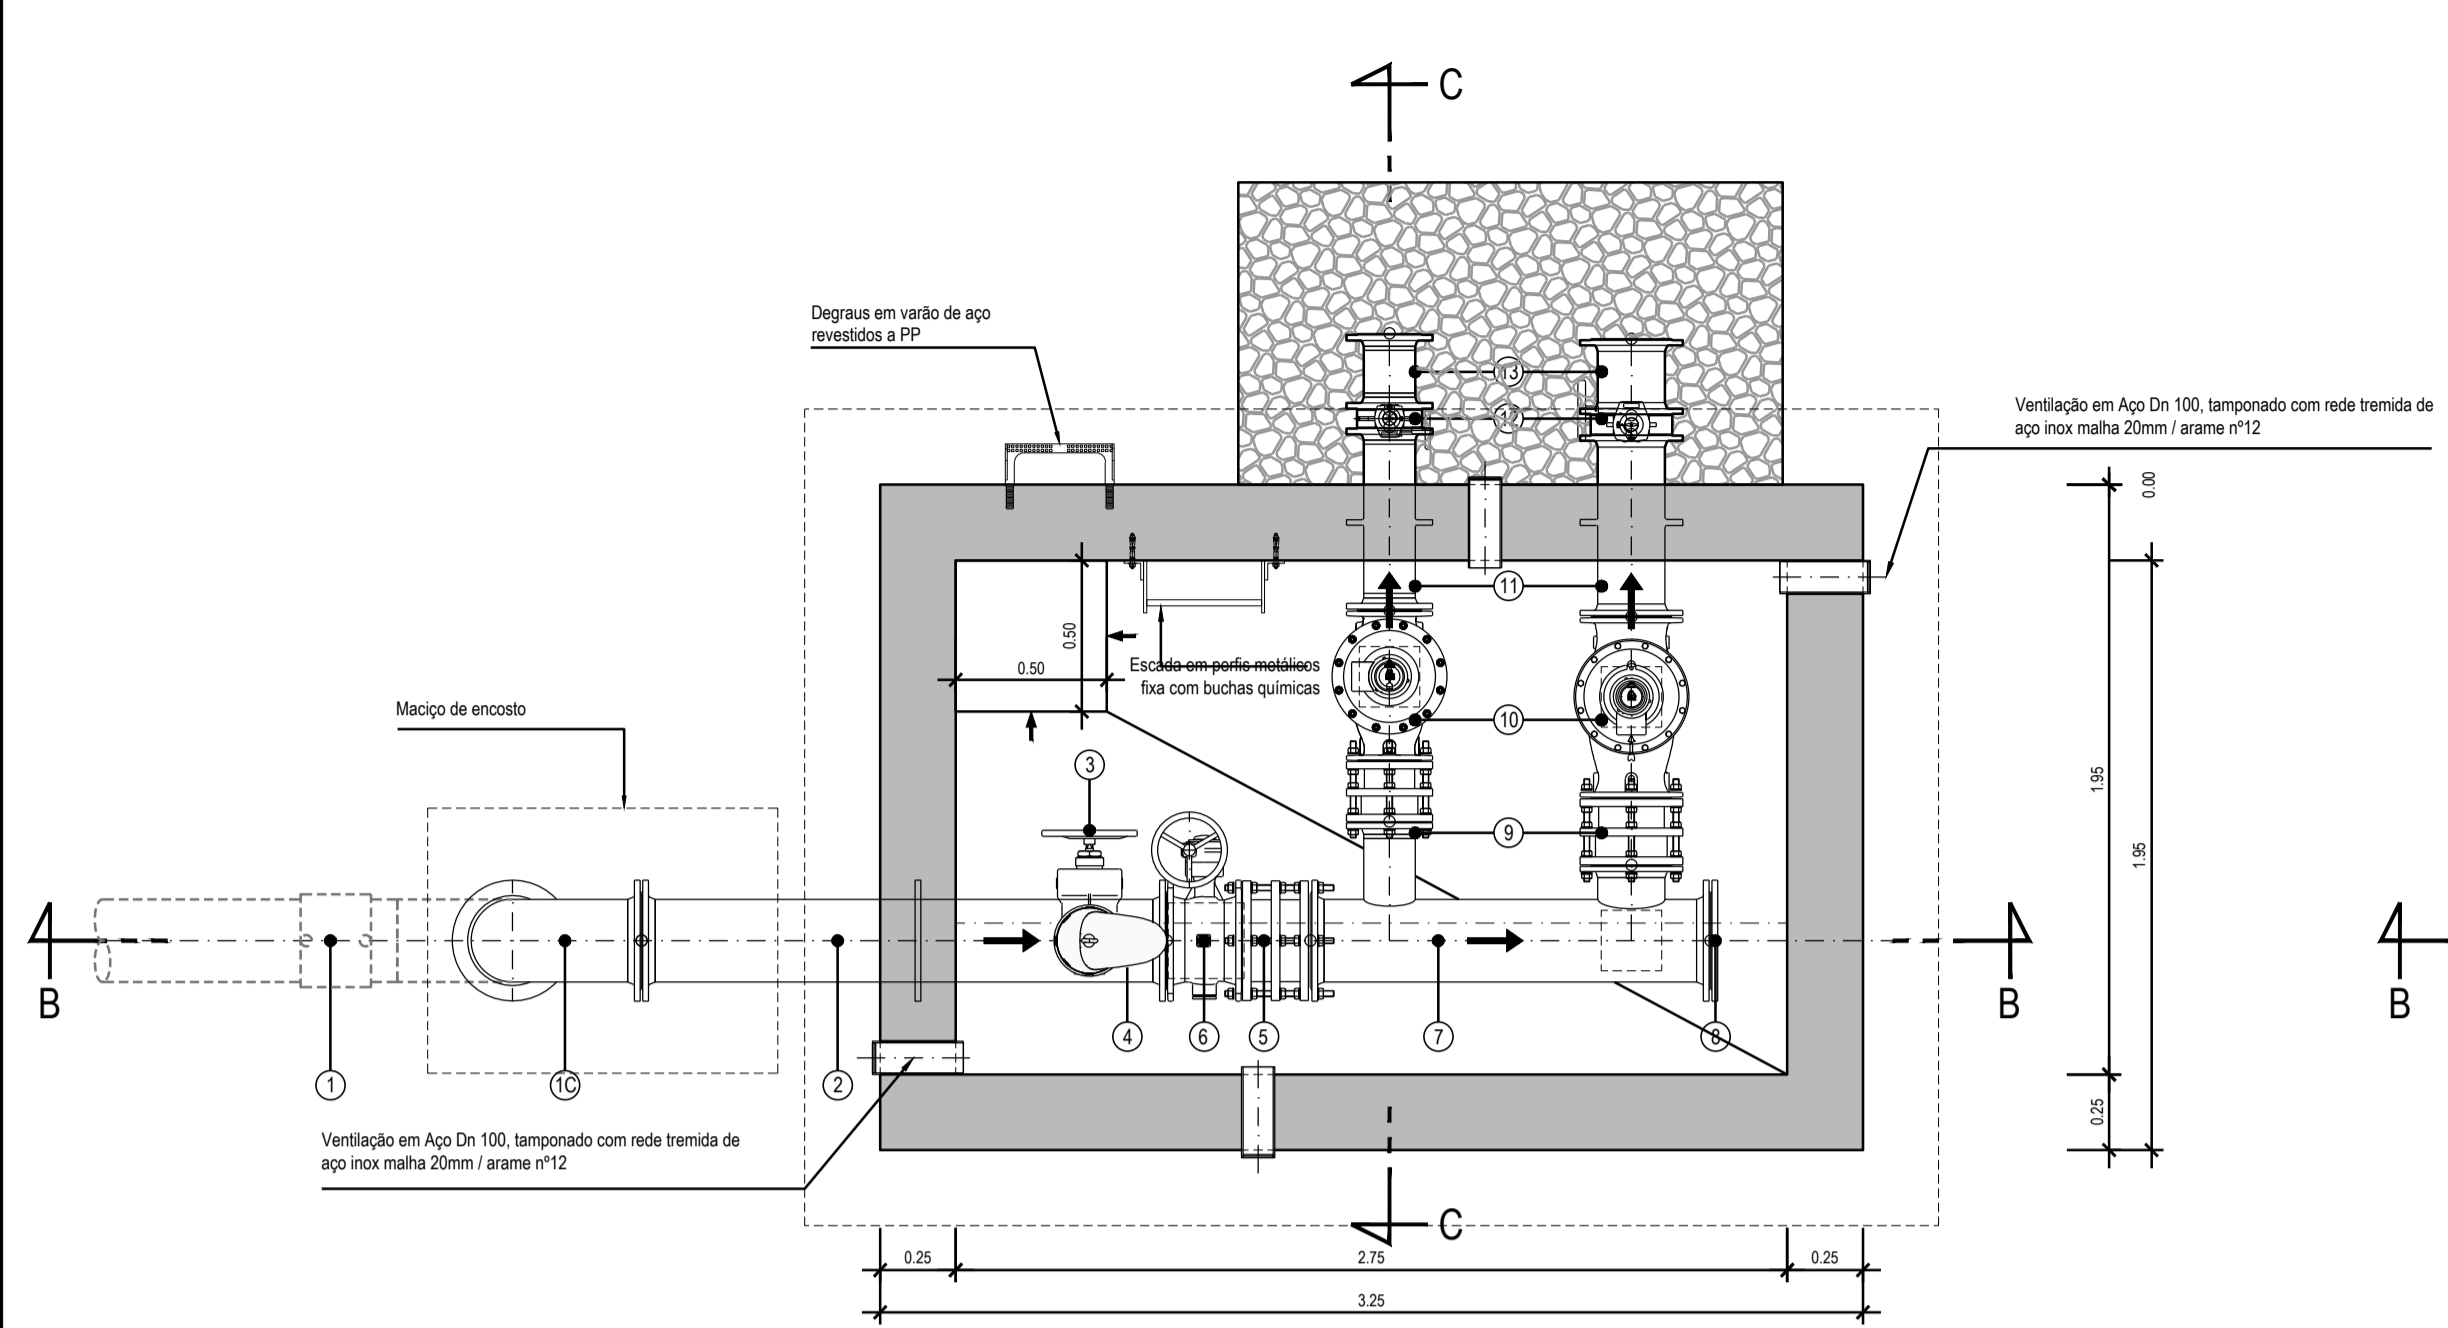 C
Degraus em varão de aço
revestidos a PP
13
12
Ventilação em Aço Dn 100, tamponado com rede tremida de
aço inox malha 20mm / arame nº12
0.00
11
0.50
0.50
Escada em perfis metálicos
fixa com buchas químicas
Maciço de encosto
10
3
9
1.95
1.95
B
B
B
1
1C
2
4
6
5
7
8
0.25
Ventilação em Aço Dn 100, tamponado com rede tremida de
aço inox malha 20mm / arame nº12
C
0.25
2.75
0.25
3.25